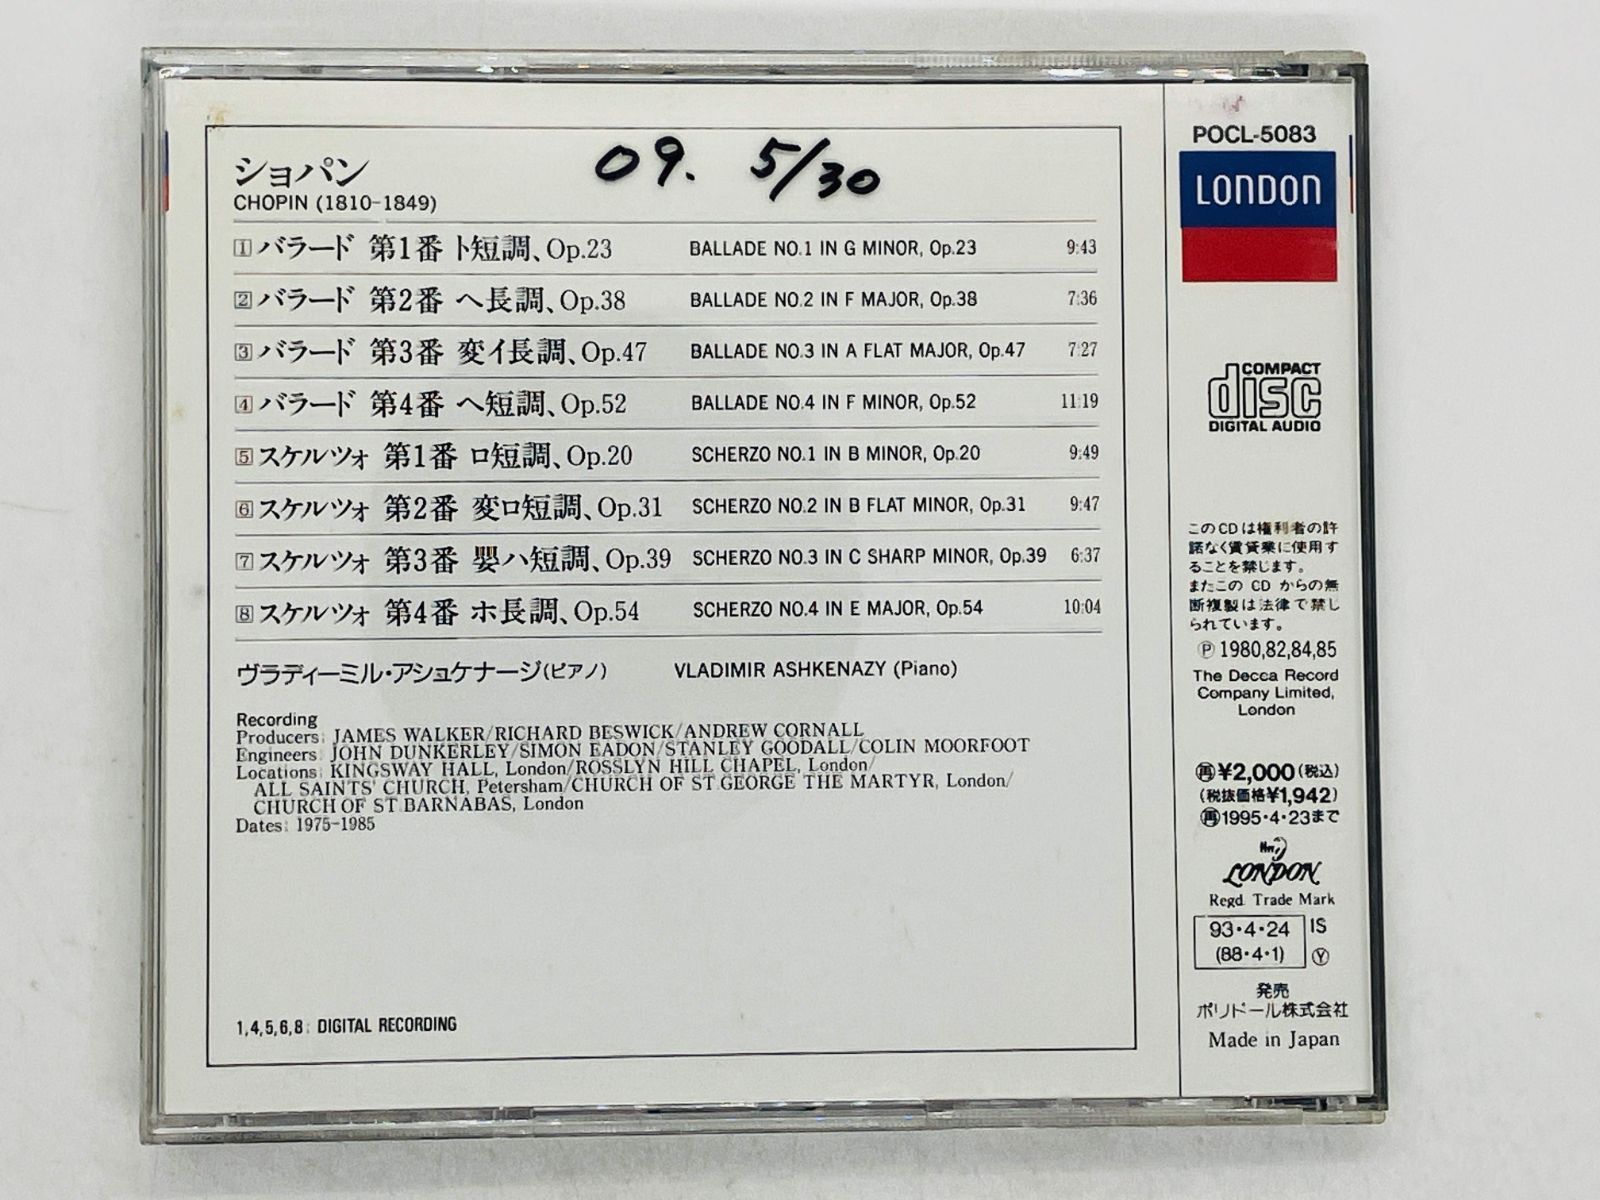 09. 5/30
ショパン
CHOPIN (1810-1849)
1 バラード 第1番 ト短調、Op.23 BALLADE NO.1 IN G MINOR, Op.23 9:43
2 バラード 第2番 ヘ長調、Op.38 BALLADE NO.2 IN F MAJOR, Op.38 7:36
3 バラード 第3番 変イ長調、Op.47 BALLADE NO.3 IN A FLAT MAJOR, Op.47 7:27
4 バラード 第4番 ヘ短調、Op.52 BALLADE NO.4 IN F MINOR, Op.52 11:19
5 スケルツォ 第1番 ロ短調、Op.20 SCHERZO NO.1 IN B MINOR, Op.20 9:49
6 スケルツォ 第2番 変ロ短調、Op.31 SCHERZO NO.2 IN B FLAT MINOR, Op.31 9:47
7 スケルツォ 第3番 嬰ハ短調、Op.39 SCHERZO NO.3 IN C SHARP MINOR, Op.39 6:37
8 スケルツォ 第4番 ホ長調、Op.54 SCHERZO NO.4 IN E MAJOR, Op.54 10:04
ヴラディーミル・アシュケナージ(ピアノ) VLADIMIR ASHKENAZY (Piano)
Recording
Producers: JAMES WALKER/RICHARD BESWICK/ANDREW CORNALL
Engineers: JOHN DUNKERLEY/SIMON EADON/STANLEY GOODALL/COLIN MOORFOOT
Locations: KINGSWAY HALL, London/ROSSLYN HILL CHAPEL, London/
ALL SAINTS' CHURCH, Petersham/CHURCH OF ST.GEORGE THE MARTYR, London/
CHURCH OF ST.BARNABAS, London
Dates: 1975-1985
1,4,5,6,8: DIGITAL RECORDING
POCL-5083
LONDON
COMPACT
disc
DIGITAL AUDIO
このCDは権利者の許
諾なく賃貸業に使用す
ることを禁じます。
またこの CD からの無
断複製は法律で禁じ
られています。
Ⓟ 1980,82,84,85
The Decca Record
Company Limited,
London
㊢¥2,000(税込)
(税抜価格¥1,942)
1995・4・23まで
LONDON
Regd. Trade Mark
93・4・24 IS
(88・4・1) Ⓨ
発売
ポリドール株式会社
Made in Japan